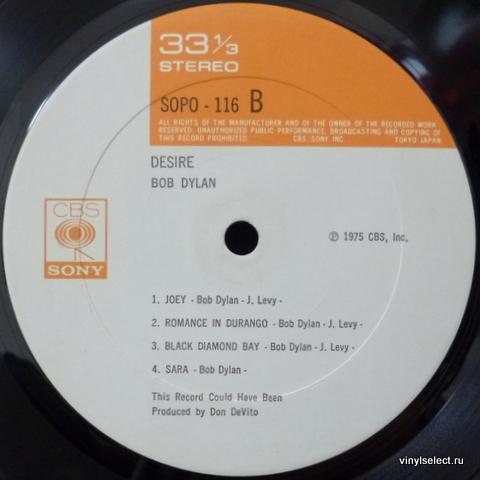 33 1/3
STEREO
SOPO - 116 B
ALL RIGHTS OF THE MANUFACTURER AND OF THE OWNER OF THE RECORDED WORK
RESERVED. UNAUTHORIZED PUBLIC PERFORMANCE, BROADCASTING AND COPYING OF
THIS RECORD PROHIBITED. CBS SONY INC TOKYO JAPAN
DESIRE
BOB DYLAN
CBS
SONY
℗ 1975 CBS, Inc.
1. JOEY - Bob Dylan - J. Levy -
2. ROMANCE IN DURANGO - Bob Dylan - J. Levy -
3. BLACK DIAMOND BAY - Bob Dylan - J. Levy -
4. SARA - Bob Dylan -
This Record Could Have Been
Produced by Don DeVito
vinylselect.ru